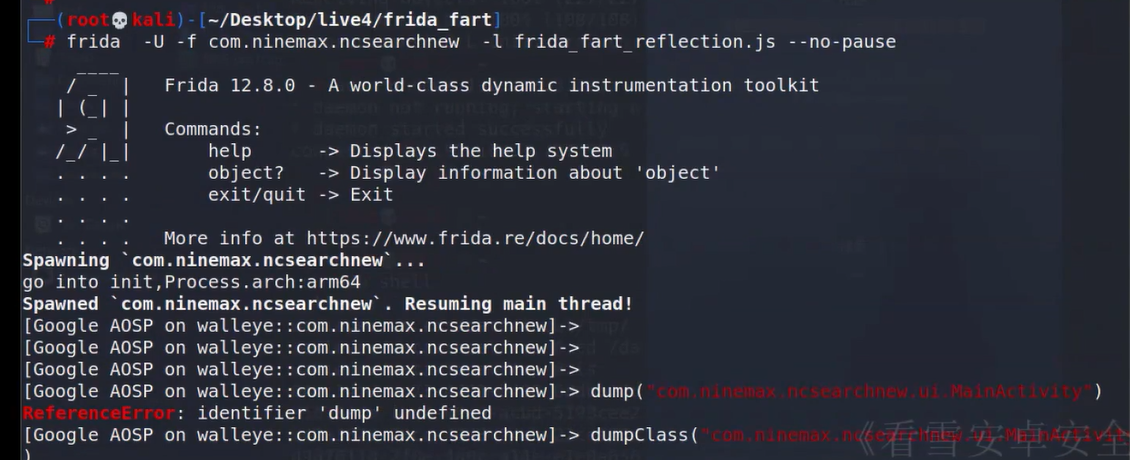 #
(root💀kali)-[~/Desktop/live4/frida_fart]
# frida -U -f com.ninemax.ncsearchnew -l frida_fart_reflection.js --no-pause
____
/ _ | Frida 12.8.0 - A world-class dynamic instrumentation toolkit
| (_| |
> _ | Commands:
/_/ |_| help -> Displays the help system
. . . . object? -> Display information about 'object'
. . . . exit/quit -> Exit
. . . .
. . . . More info at https://www.frida.re/docs/home/
Spawning `com.ninemax.ncsearchnew`...
go into init,Process.arch:arm64
Spawned `com.ninemax.ncsearchnew`. Resuming main thread!
[Google AOSP on walleye::com.ninemax.ncsearchnew]->
[Google AOSP on walleye::com.ninemax.ncsearchnew]->
[Google AOSP on walleye::com.ninemax.ncsearchnew]->
[Google AOSP on walleye::com.ninemax.ncsearchnew]-> dump("com.ninemax.ncsearchnew.ui.MainActivity")
ReferenceError: identifier 'dump' undefined
[Google AOSP on walleye::com.ninemax.ncsearchnew]-> dumpClass("com.ninemax.ncsearchnew.ui.MainActivit
)
《看雪安卓安全